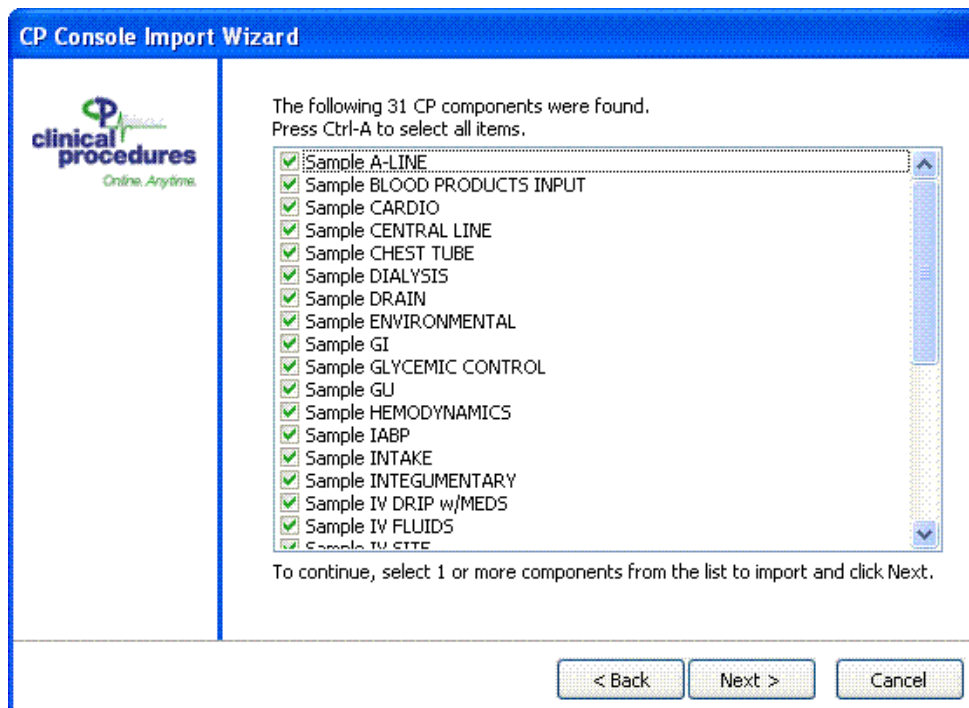 CP Console Import Wizard
CP
clinical
procedures
Online. Anytime.
The following 31 CP components were found.
Press Ctrl-A to select all items.
Sample A-LINE
Sample BLOOD PRODUCTS INPUT
Sample CARDIO
Sample CENTRAL LINE
Sample CHEST TUBE
Sample DIALYSIS
Sample DRAIN
Sample ENVIRONMENTAL
Sample GI
Sample GLYCEMIC CONTROL
Sample GU
Sample HEMODYNAMICS
Sample IABP
Sample INTAKE
Sample INTEGUMENTARY
Sample IV DRIP w/MEDS
Sample IV FLUIDS
Sample IV SITE
To continue, select 1 or more components from the list to import and click Next.
< Back
Next >
Cancel